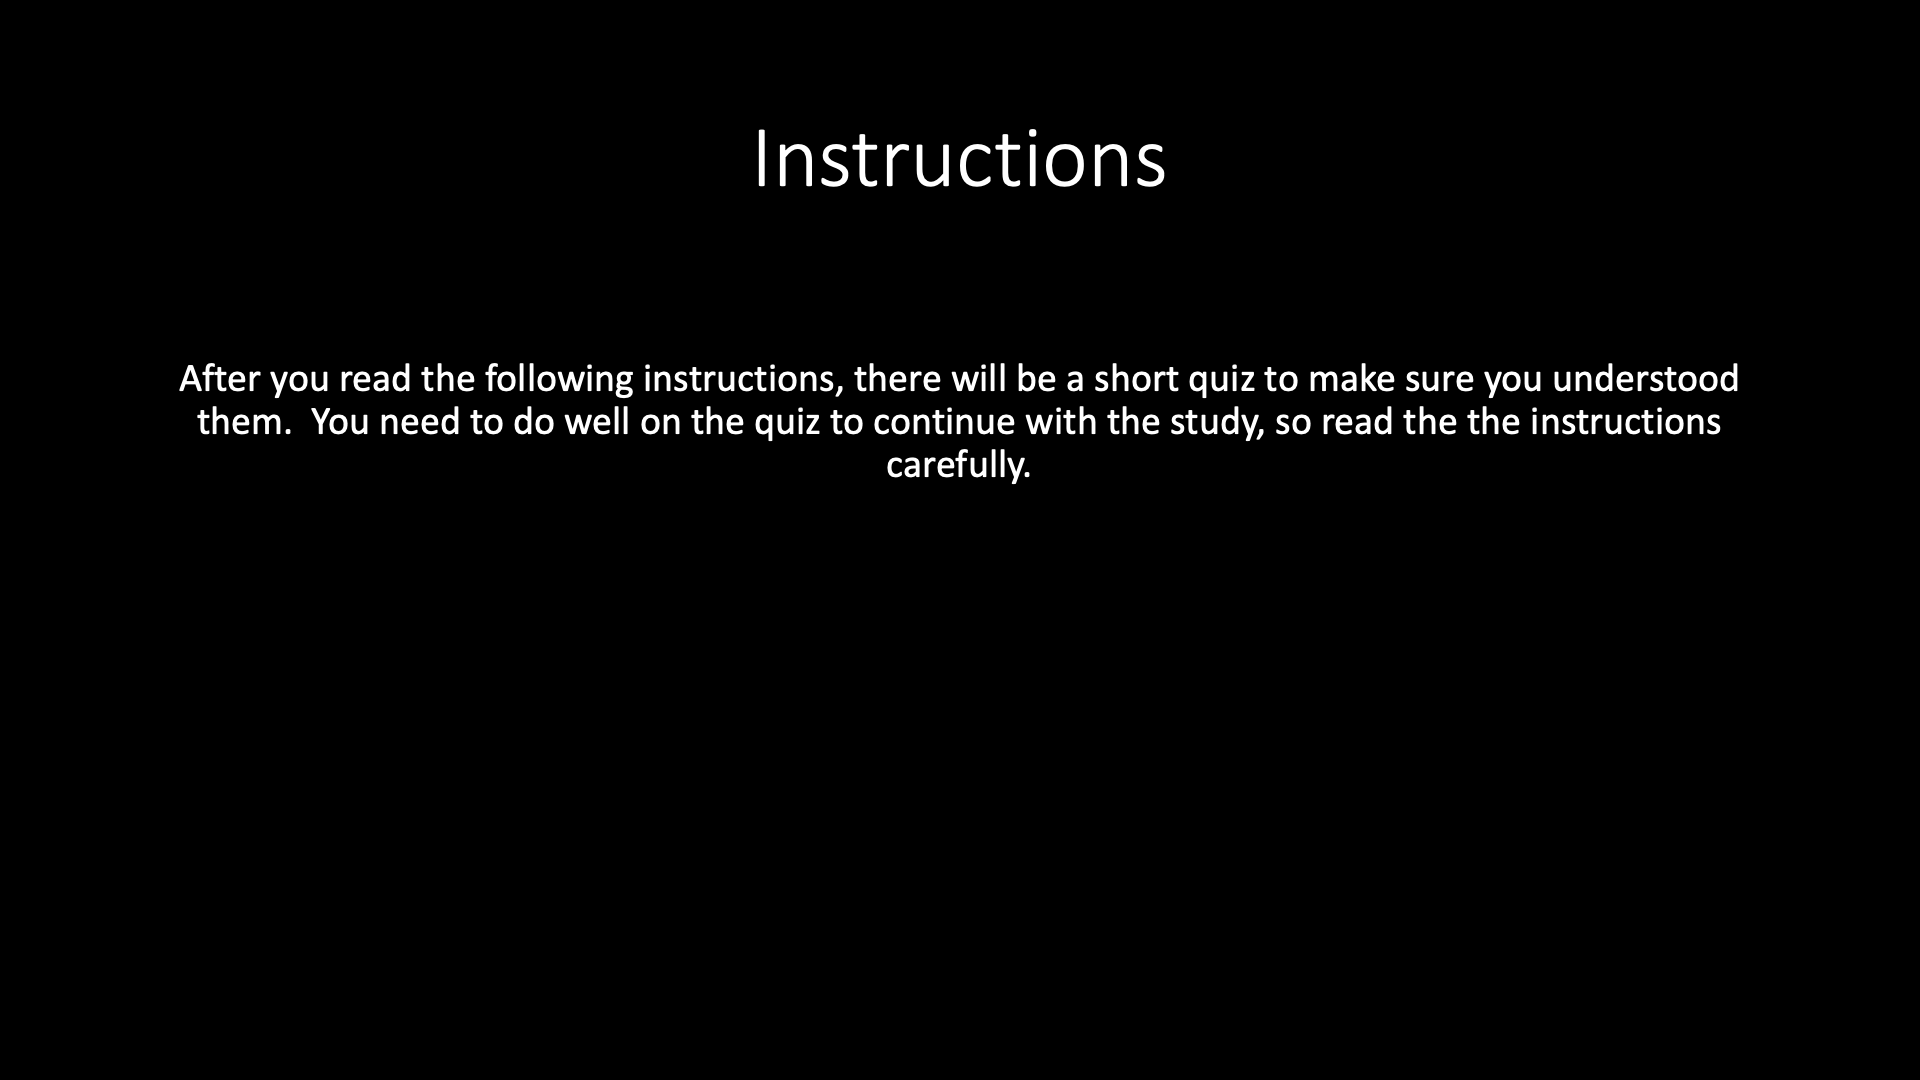 Instructions
After you read the following instructions, there will be a short quiz to make sure you understood
them.  You need to do well on the quiz to continue with the study, so read the the instructions
carefully.